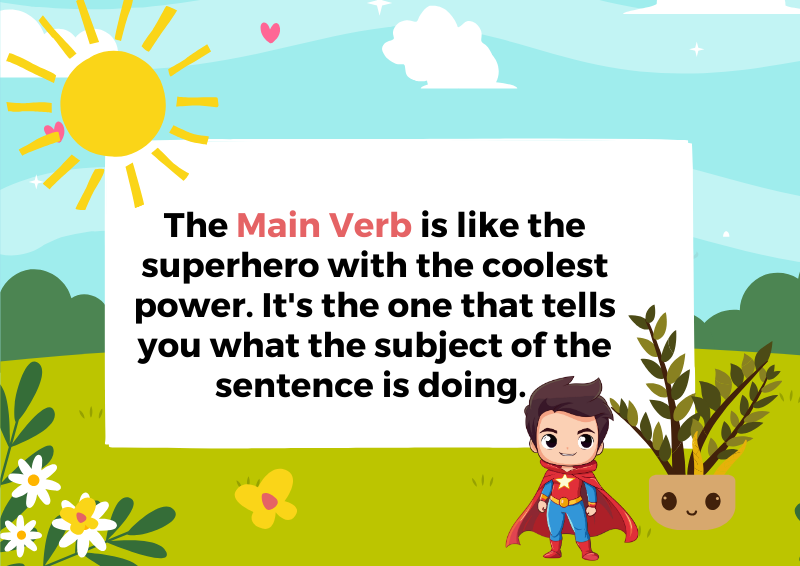 The Main Verb is like the
superhero with the coolest
power. It's the one that tells
you what the subject of the
sentence is doing.